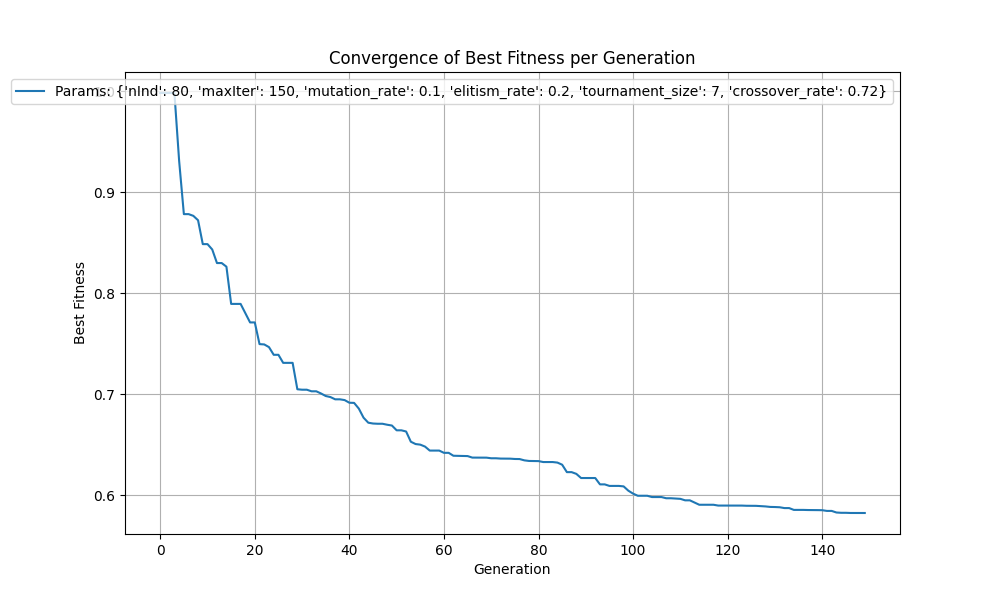 Convergence of Best Fitness per Generation
Params: {'nInd': 80, 'maxIter': 150, 'mutation_rate': 0.1, 'elitism_rate': 0.2, 'tournament_size': 7, 'crossover_rate': 0.72}
0.9
0.8
0.7
0.6
Best Fitness
0 20 40 60 80 100 120 140
Generation